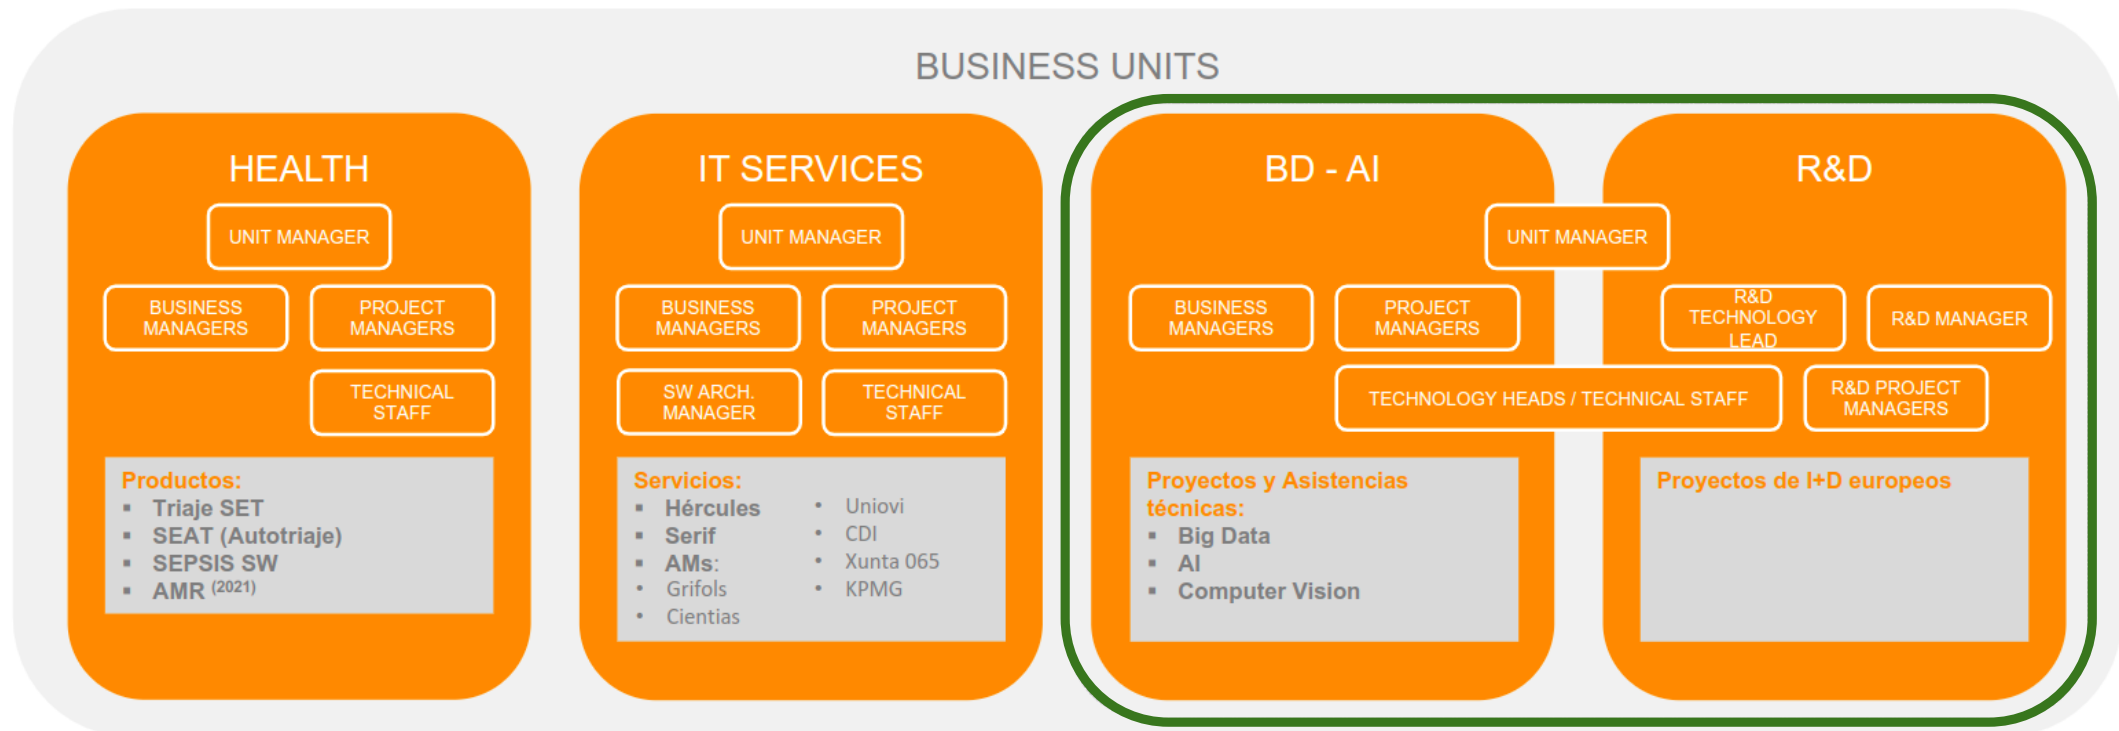 BUSINESS UNITS
HEALTH
UNIT MANAGER
BUSINESS
MANAGERS
PROJECT
MANAGERS
TECHNICAL
STAFF
Productos:
▪ Triaje SET
▪ SEAT (Autotriaje)
▪ SEPSIS SW
▪ AMR (2021)
IT SERVICES
UNIT MANAGER
BUSINESS
MANAGERS
PROJECT
MANAGERS
SW ARCH.
MANAGER
TECHNICAL
STAFF
Servicios:
▪ Hércules
▪ Serif
▪ AMs:
• Grifols
• Cientias
• Uniovi
• CDI
• Xunta 065
• KPMG
BD - AI
R&D
UNIT MANAGER
BUSINESS
MANAGERS
PROJECT
MANAGERS
R&D
TECHNOLOGY
LEAD
R&D MANAGER
TECHNOLOGY HEADS / TECHNICAL STAFF
R&D PROJECT
MANAGERS
Proyectos y Asistencias
técnicas:
▪ Big Data
▪ AI
▪ Computer Vision
Proyectos de I+D europeos